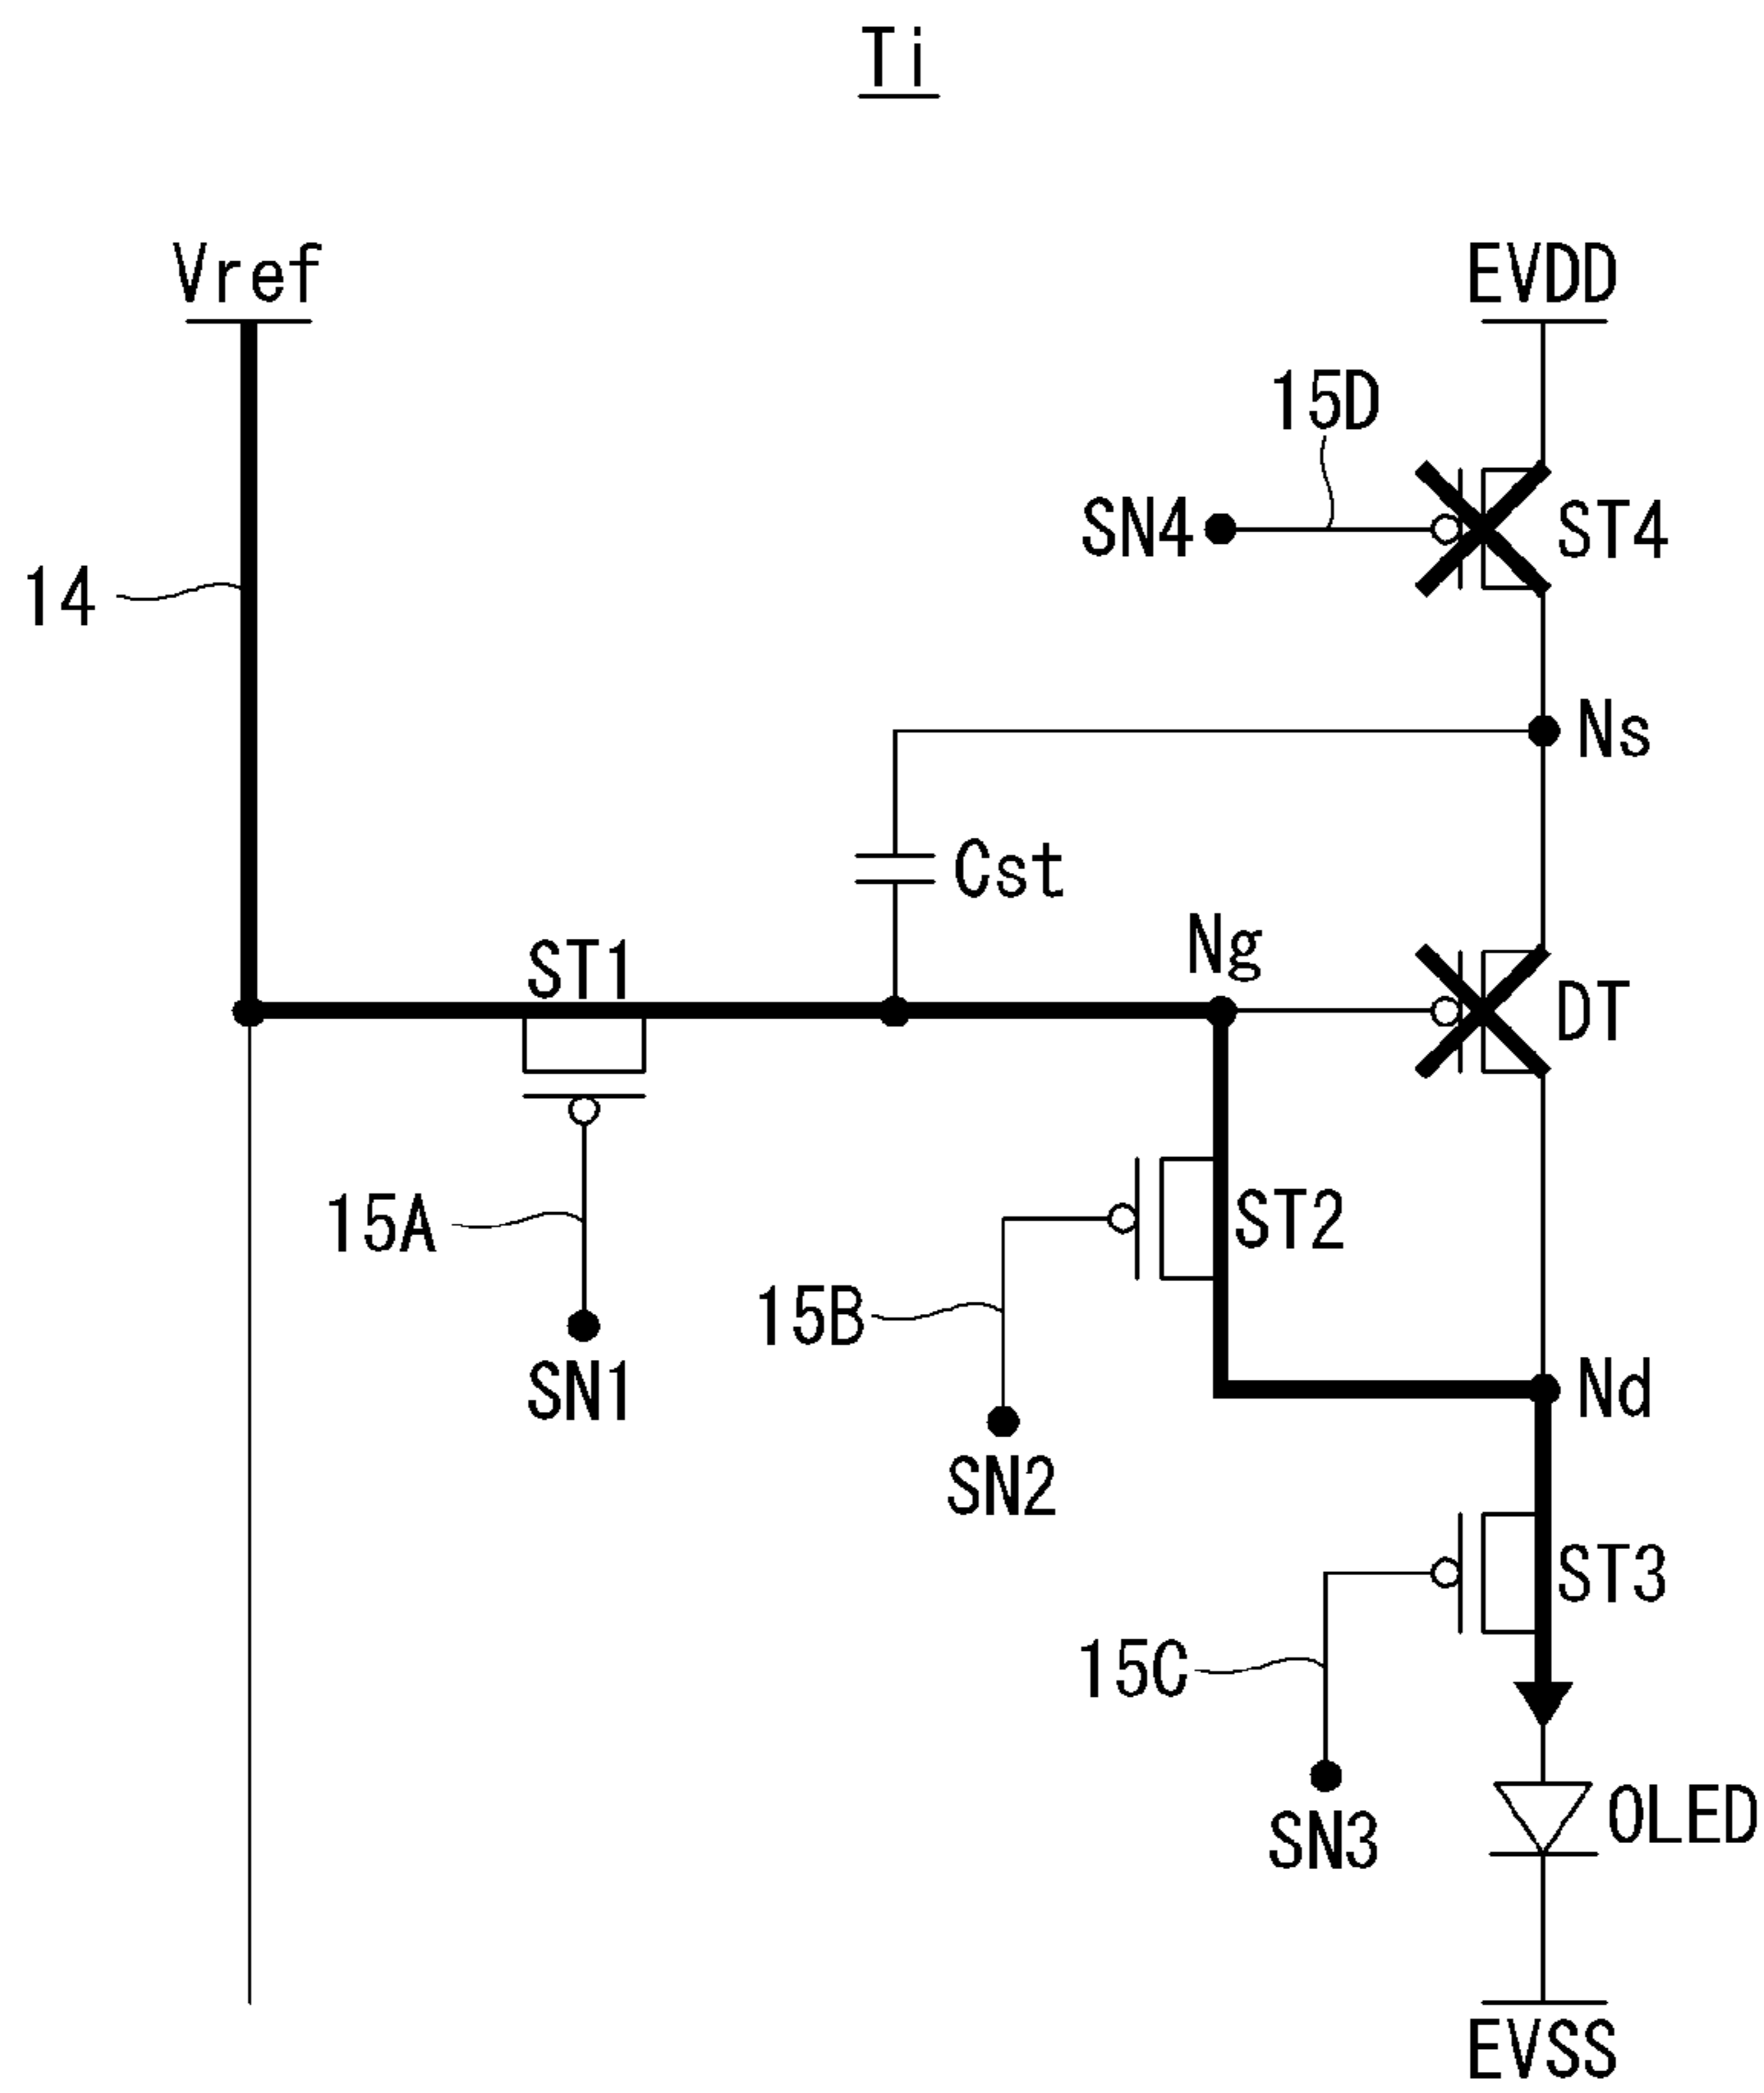 Ti
Vref
EVDD
15D
SN4
ST4
14
Ns
Cst
Ng
ST1
DT
15A
ST2
15B
SN1
Nd
SN2
ST3
15C
OLED
SN3
EVSS